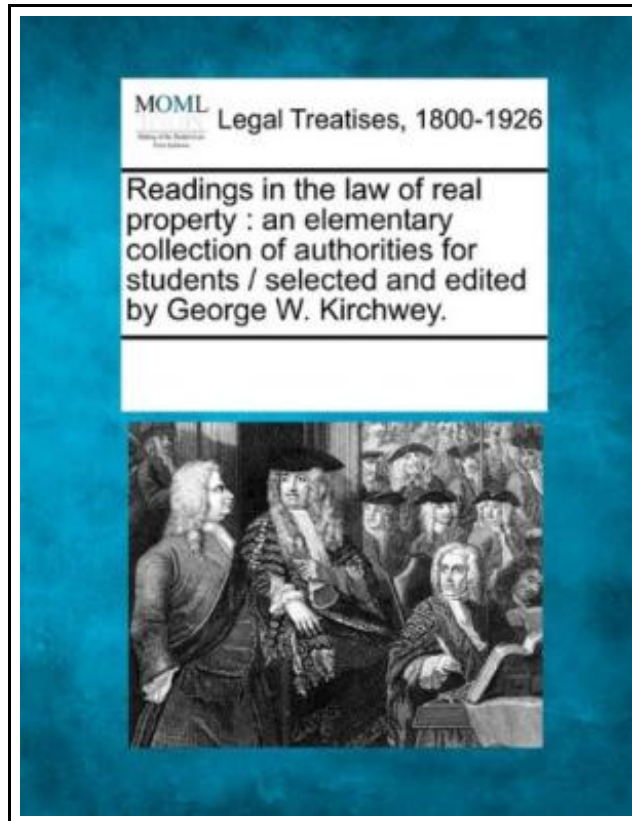 MOML
Legal Treatises, 1800-1926
Readings in the law of real
property : an elementary
collection of authorities for
students / selected and edited
by George W. Kirchwey.